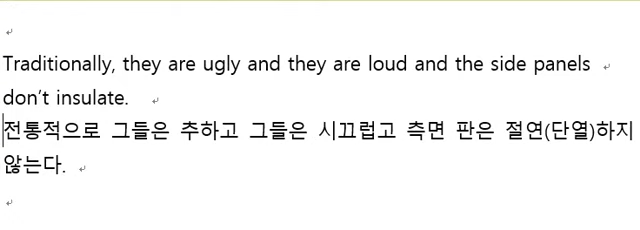 Traditionally, they are ugly and they are loud and the side panels
don't insulate.
전통적으로 그들은 추하고 그들은 시끄럽고 측면 판은 절연(단열)하지
않는다.